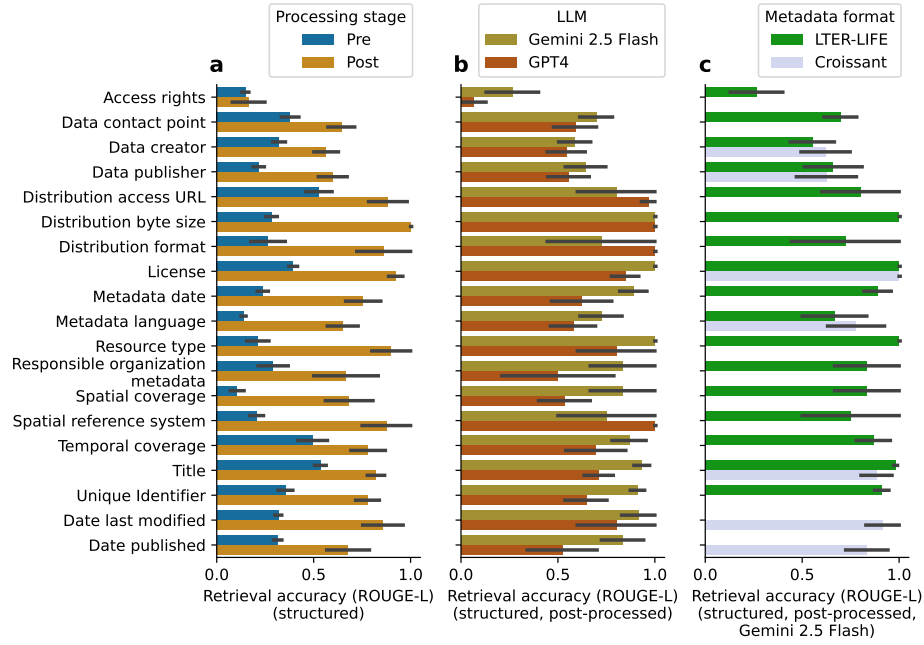 Processing stage
Pre
Post
LLM
Gemini 2.5 Flash
GPT4
Metadata format
LTER-LIFE
Croissant
a
b
c
Access rights
Data contact point
Data creator
Data publisher
Distribution access URL
Distribution byte size
Distribution format
License
Metadata date
Metadata language
Resource type
Responsible organization
metadata
Spatial coverage
Spatial reference system
Temporal coverage
Title
Unique Identifier
Date last modified
Date published
0.0 0.5 1.0
0.0 0.5 1.0
0.0 0.5 1.0
Retrieval accuracy (ROUGE-L)
(structured)
Retrieval accuracy (ROUGE-L)
(structured, post-processed)
Retrieval accuracy (ROUGE-L)
(structured, post-processed,
Gemini 2.5 Flash)